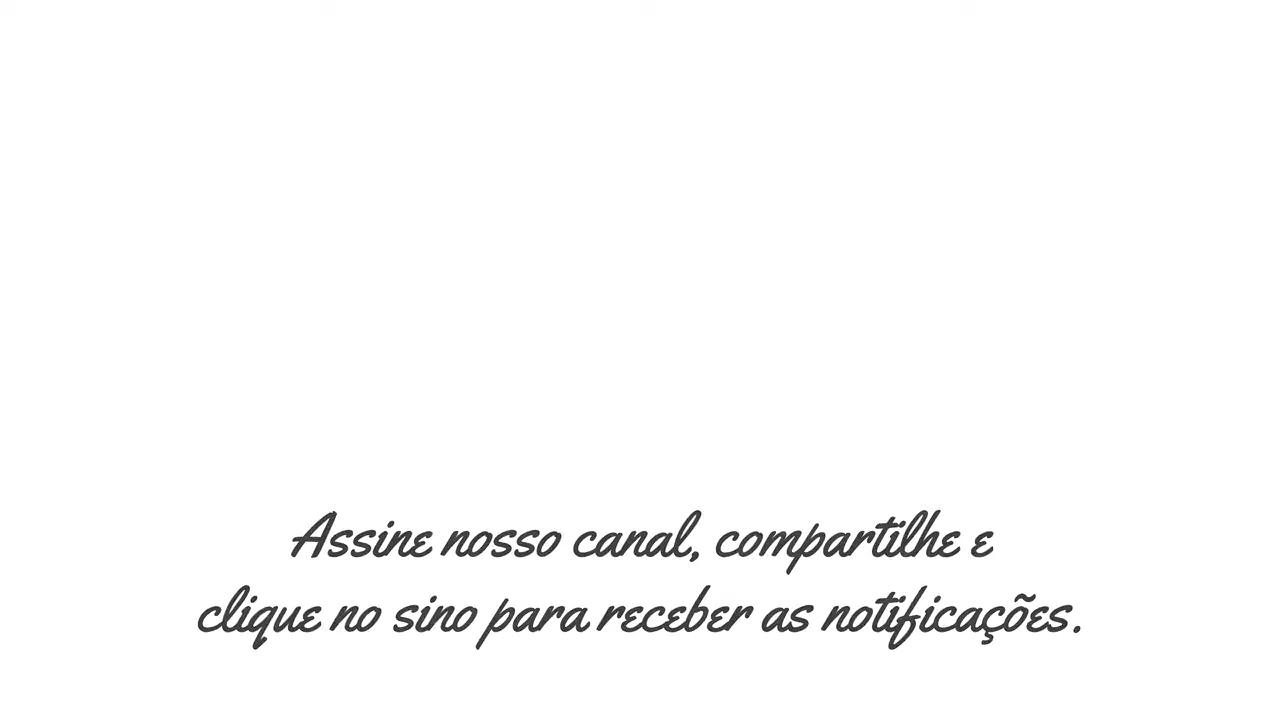 Assine nosso canal, compartilhe e
clique no sino para receber as notificações.